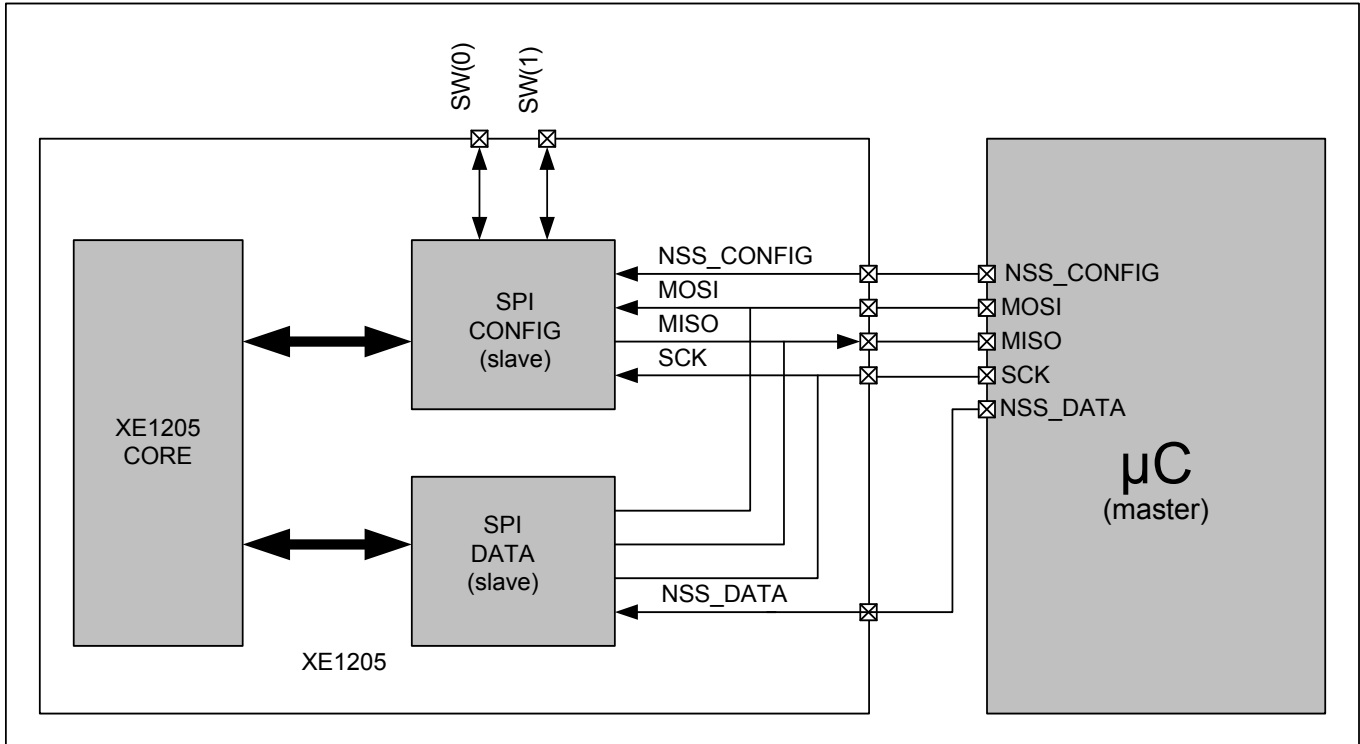 SW(0)
SW(1)
NSS_CONFIG
MOSI
MISO
SCK
SPI
CONFIG
(slave)
NSS_CONFIG
MOSI
MISO
SCK
NSS_DATA
XE1205
CORE
SPI
DATA
(slave)
NSS_DATA
µC
(master)
XE1205